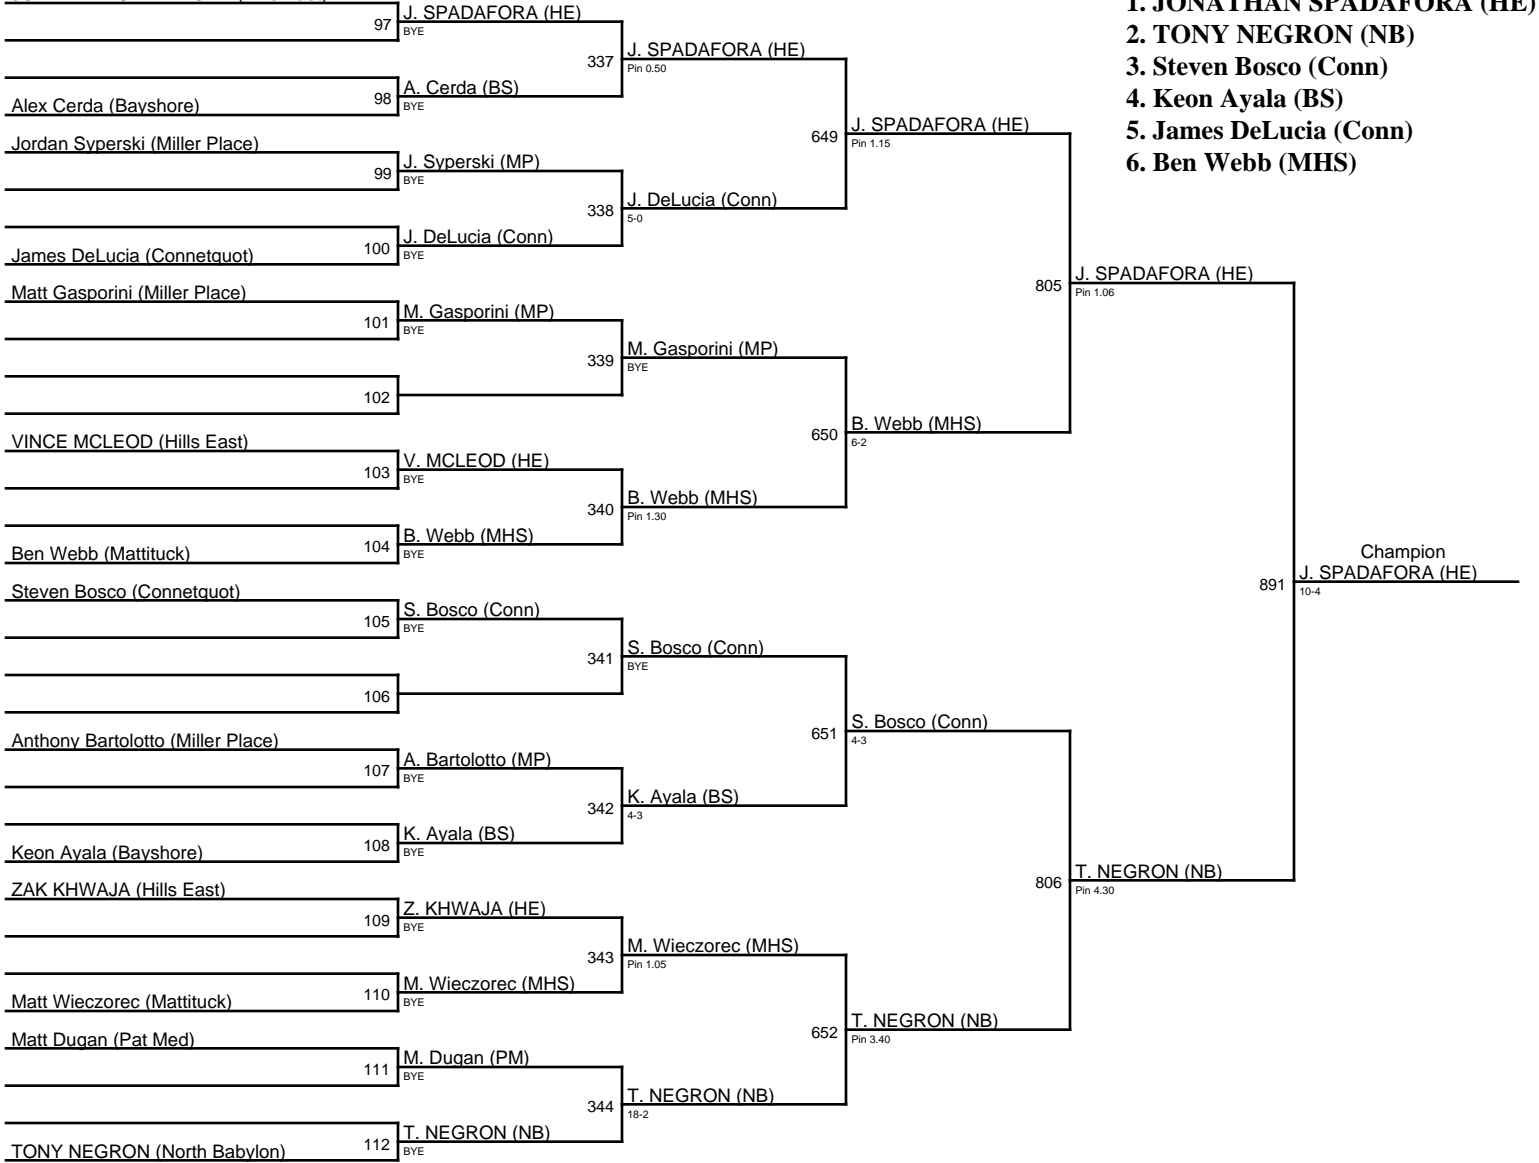 97
J. SPADAFORA (HE)
BYE
337
J. SPADAFORA (HE)
Pin 0.50
Alex Cerda (Bayshore)
98
A. Cerda (BS)
BYE
649
J. SPADAFORA (HE)
Pin 1.15
Jordan Syperski (Miller Place)
99
J. Syperski (MP)
BYE
338
J. DeLucia (Conn)
5-0
James DeLucia (Connetquot)
100
J. DeLucia (Conn)
BYE
805
J. SPADAFORA (HE)
Pin 1.06
Matt Gasporini (Miller Place)
101
M. Gasporini (MP)
BYE
339
M. Gasporini (MP)
BYE
102
650
B. Webb (MHS)
6-2
VINCE MCLEOD (Hills East)
103
V. MCLEOD (HE)
BYE
340
B. Webb (MHS)
Pin 1.30
Ben Webb (Mattituck)
104
B. Webb (MHS)
BYE
891
Champion
J. SPADAFORA (HE)
10-4
Steven Bosco (Connetquot)
105
S. Bosco (Conn)
BYE
341
S. Bosco (Conn)
BYE
106
651
S. Bosco (Conn)
4-3
Anthony Bartolotto (Miller Place)
107
A. Bartolotto (MP)
BYE
342
K. Ayala (BS)
4-3
Keon Ayala (Bayshore)
108
K. Ayala (BS)
BYE
806
T. NEGRON (NB)
Pin 4.30
ZAK KHWAJA (Hills East)
109
Z. KHWAJA (HE)
BYE
343
M. Wieczorec (MHS)
Pin 1.05
Matt Wieczorec (Mattituck)
110
M. Wieczorec (MHS)
BYE
652
T. NEGRON (NB)
Pin 3.40
Matt Dugan (Pat Med)
111
M. Dugan (PM)
BYE
344
T. NEGRON (NB)
18-2
TONY NEGRON (North Babylon)
112
T. NEGRON (NB)
BYE
1. JONATHAN SPADAFORA (HE)
2. TONY NEGRON (NB)
3. Steven Bosco (Conn)
4. Keon Ayala (BS)
5. James DeLucia (Conn)
6. Ben Webb (MHS)